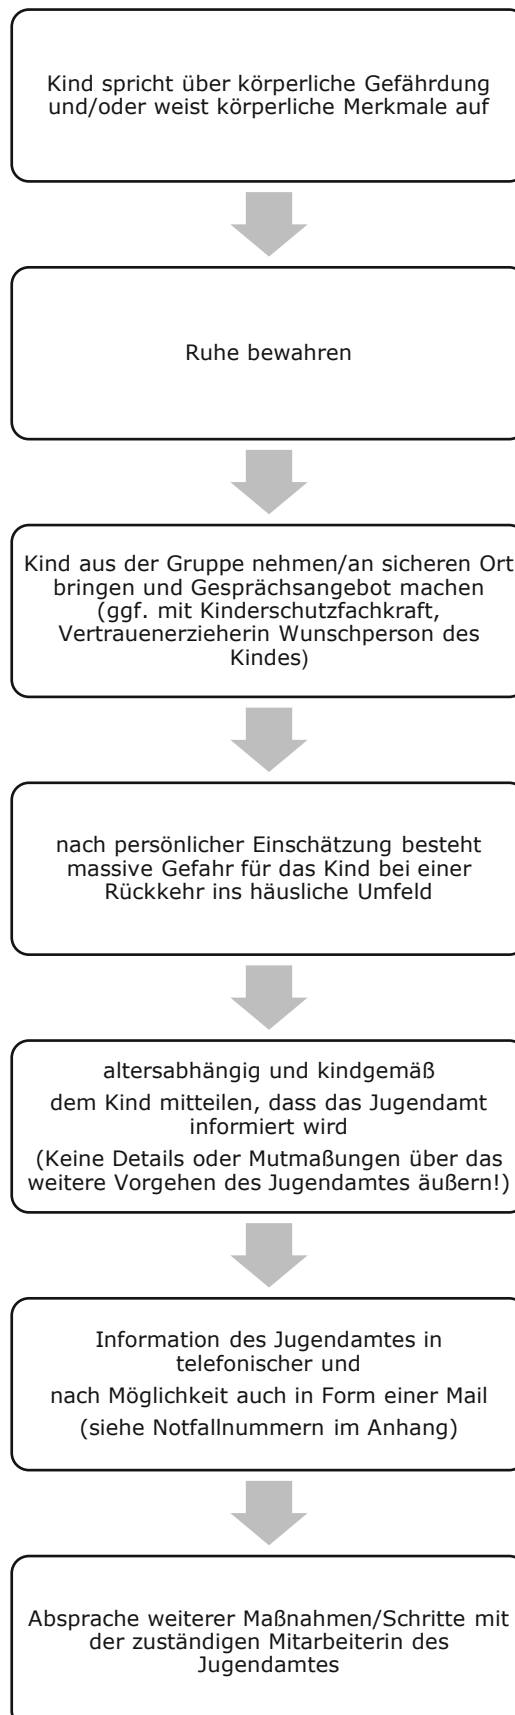 Kind spricht über körperliche Gefährdung
und/oder weist körperliche Merkmale auf
Ruhe bewahren
Kind aus der Gruppe nehmen/an sicheren Ort
bringen und Gesprächsangebot machen
(ggf. mit Kinderschutzfachkraft,
Vertrauenerzieherin Wunschperson des
Kindes)
nach persönlicher Einschätzung besteht
massive Gefahr für das Kind bei einer
Rückkehr ins häusliche Umfeld
altersabhängig und kindgemäß
dem Kind mitteilen, dass das Jugendamt
informiert wird
(Keine Details oder Mutmaßungen über das
weitere Vorgehen des Jugendamtes äußern!)
Information des Jugendamtes in
telefonischer und
nach Möglichkeit auch in Form einer Mail
(siehe Notfallnummern im Anhang)
Absprache weiterer Maßnahmen/Schritte mit
der zuständigen Mitarbeiterin des
Jugendamtes